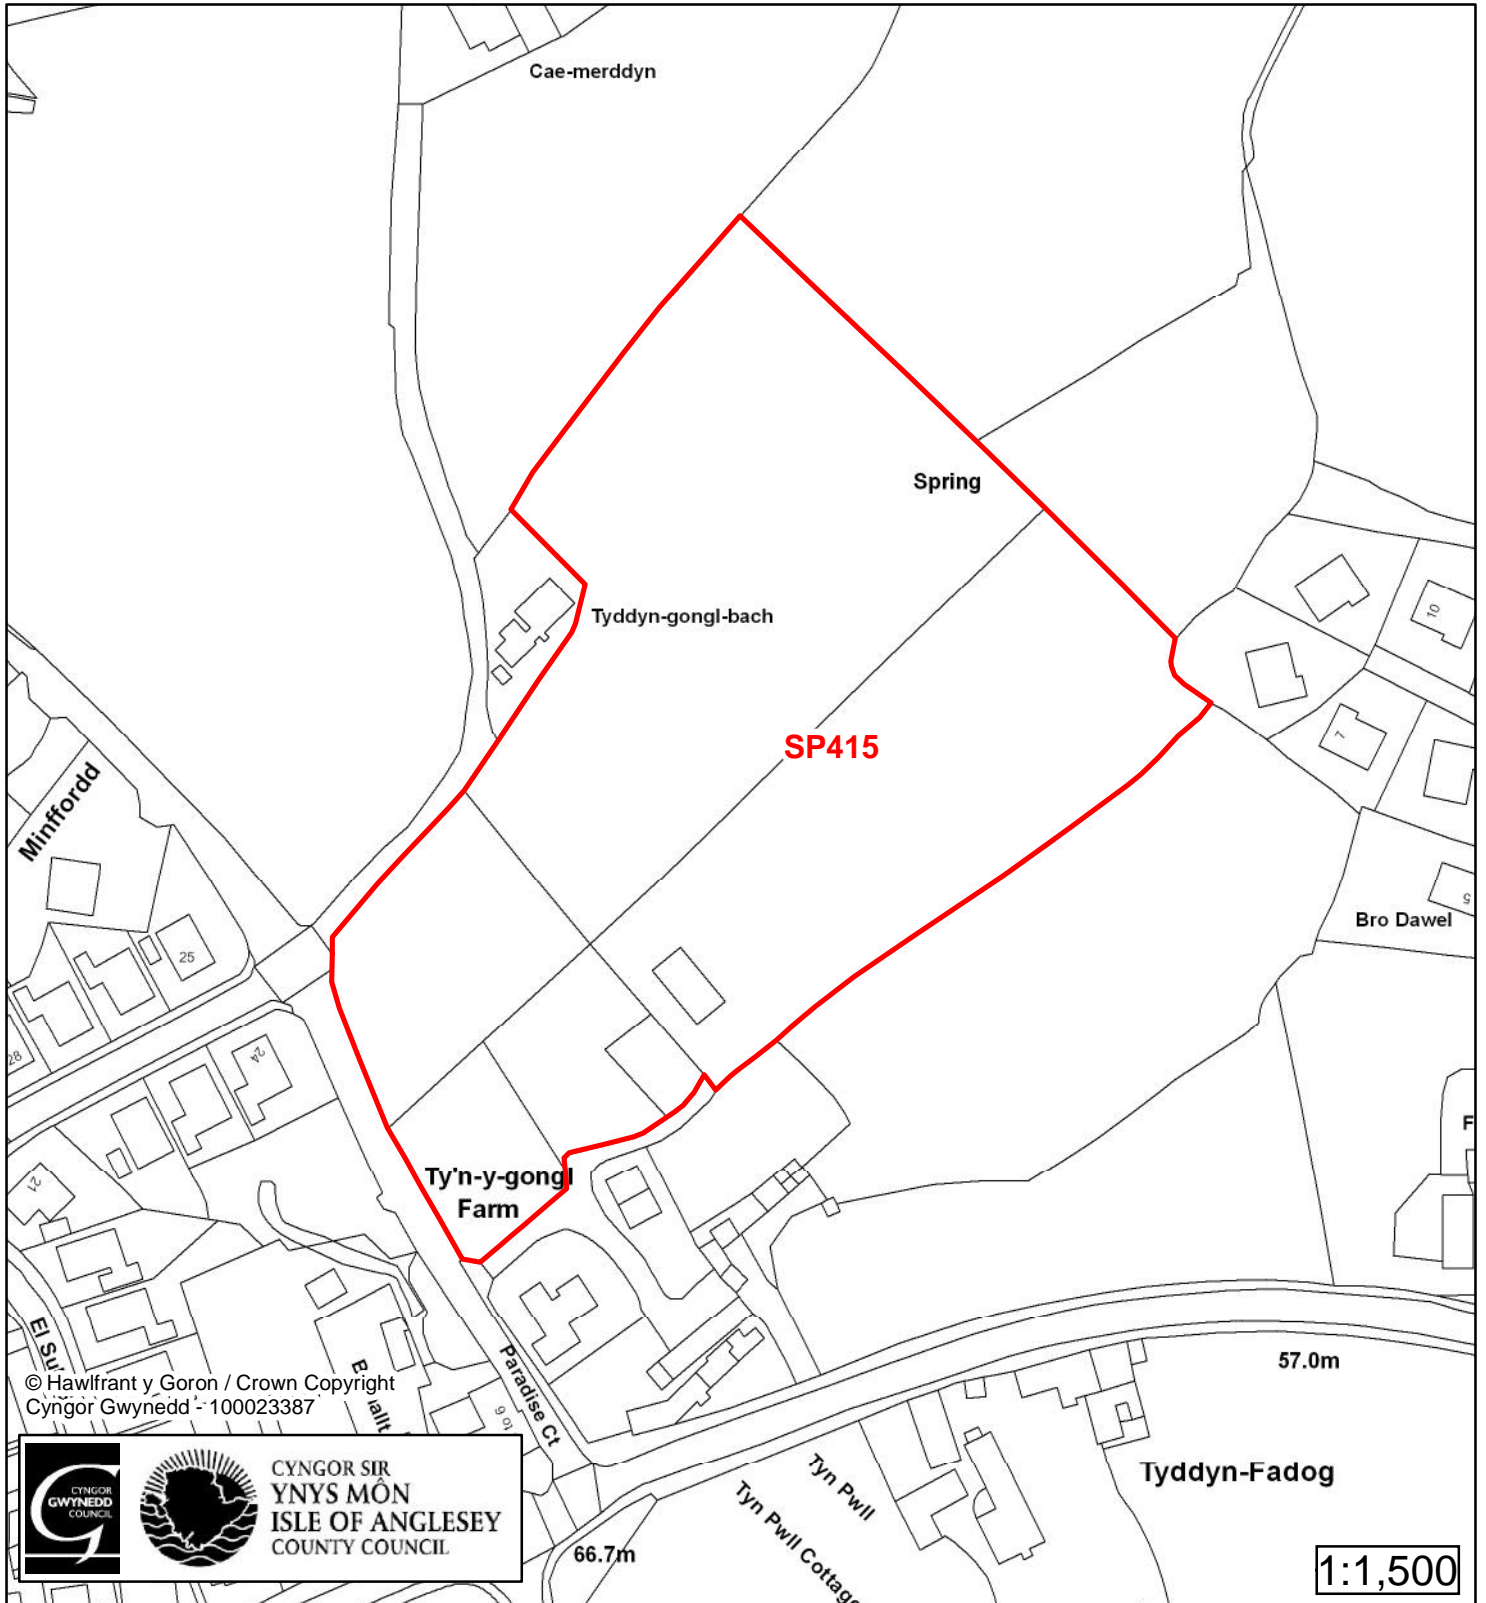 Cae-merddyn
Spring
Tyddyn-gongl-bach
10
SP415
7
Minffordd
5
Bro Dawel
25
28
24
F
21
Ty'n-y-gongl
Farm
57.0m
Paradise Ct
© Hawlfrant y Goron / Crown Copyright
Cyngor Gwynedd - 100023387
Tyn Pwll
Tyddyn-Fadog
Tyn Pwll Cottage
66.7m
CYNGOR
GWYNEDD
COUNCIL
CYNGOR SIR
YNYS MÔN
ISLE OF ANGLESEY
COUNTY COUNCIL
1:1,500